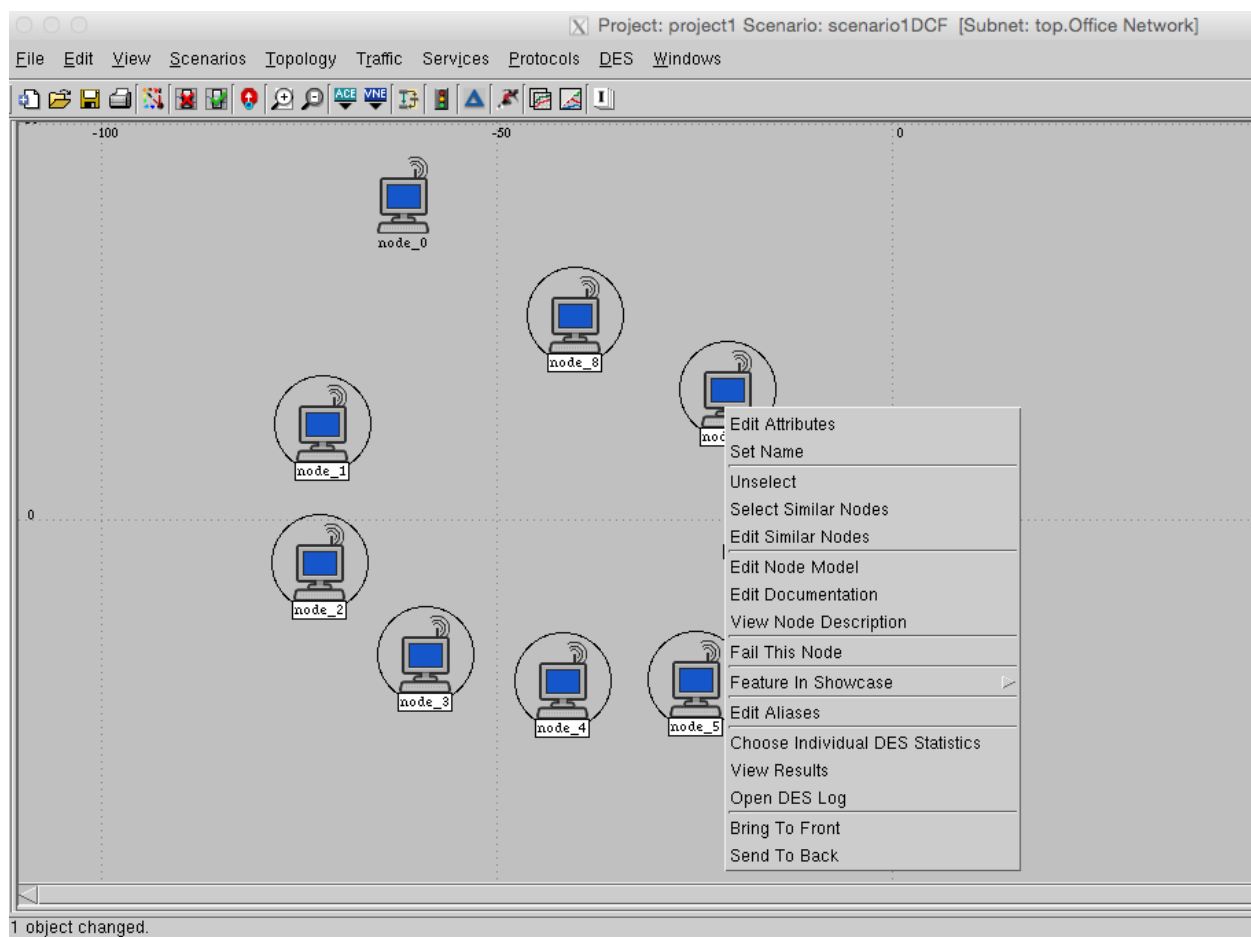 X Project: project1 Scenario: scenario1DCF [Subnet: top.Office Network]
File Edit View Scenarios Topology Traffic Services Protocols DES Windows
ACE VNE
-100 -50 0
node_0
node_8
node_1
0
node_2
node_3
node_4
node_5
Edit Attributes
Set Name
Unselect
Select Similar Nodes
Edit Similar Nodes
Edit Node Model
Edit Documentation
View Node Description
Fail This Node
Feature In Showcase
Edit Aliases
Choose Individual DES Statistics
View Results
Open DES Log
Bring To Front
Send To Back
1 object changed.